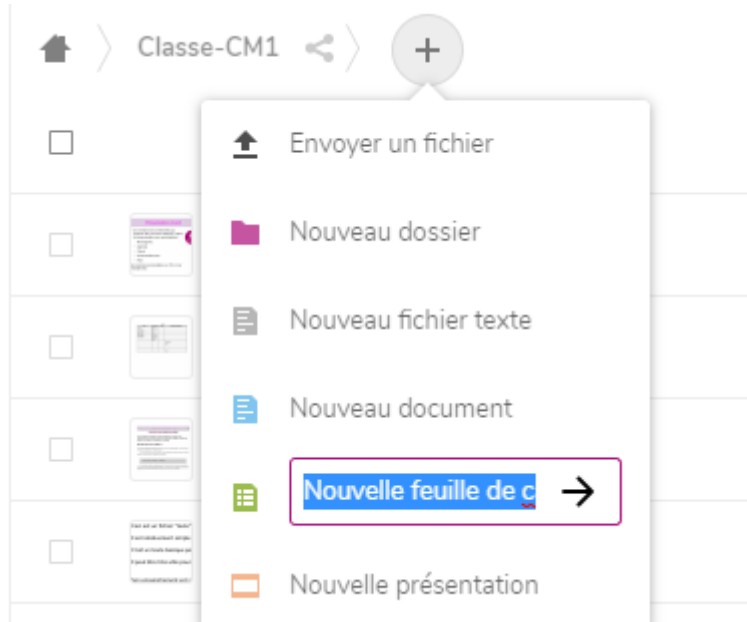 Classe-CM1
Envoyer un fichier
Nouveau dossier
Nouveau fichier texte
Nouveau document
Nouvelle feuille de c
Nouvelle présentation